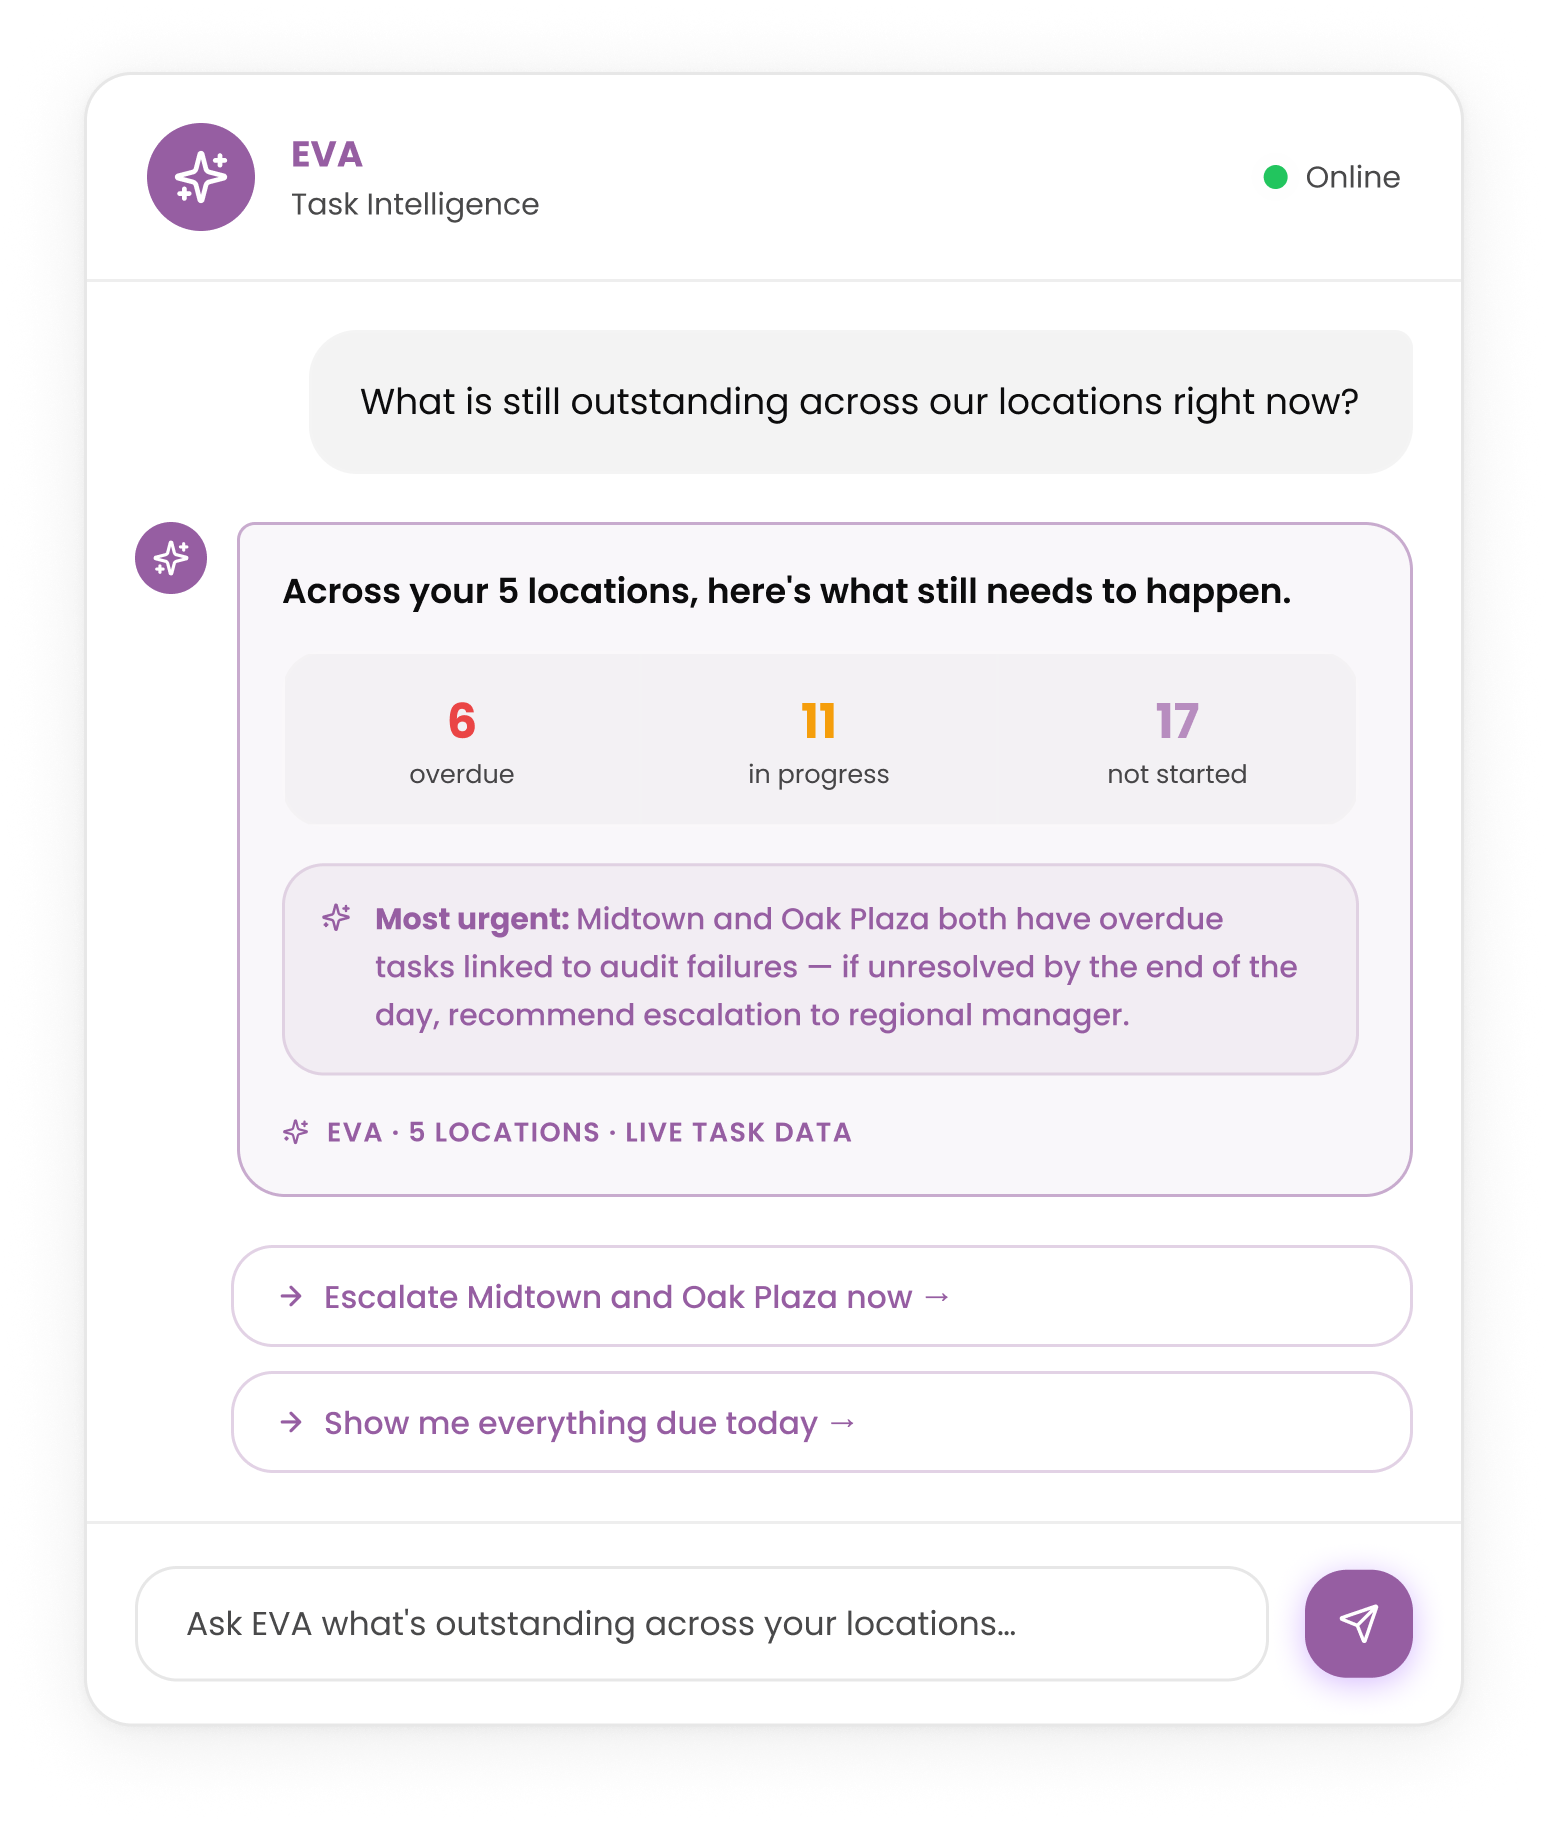 EVA
Task Intelligence
Online
What is still outstanding across our locations right now?
Across your 5 locations, here's what still needs to happen.
6
overdue
11
in progress
17
not started
Most urgent: Midtown and Oak Plaza both have overdue
tasks linked to audit failures — if unresolved by the end of the
day, recommend escalation to regional manager.
EVA · 5 LOCATIONS · LIVE TASK DATA
→ Escalate Midtown and Oak Plaza now →
→ Show me everything due today →
Ask EVA what's outstanding across your locations...